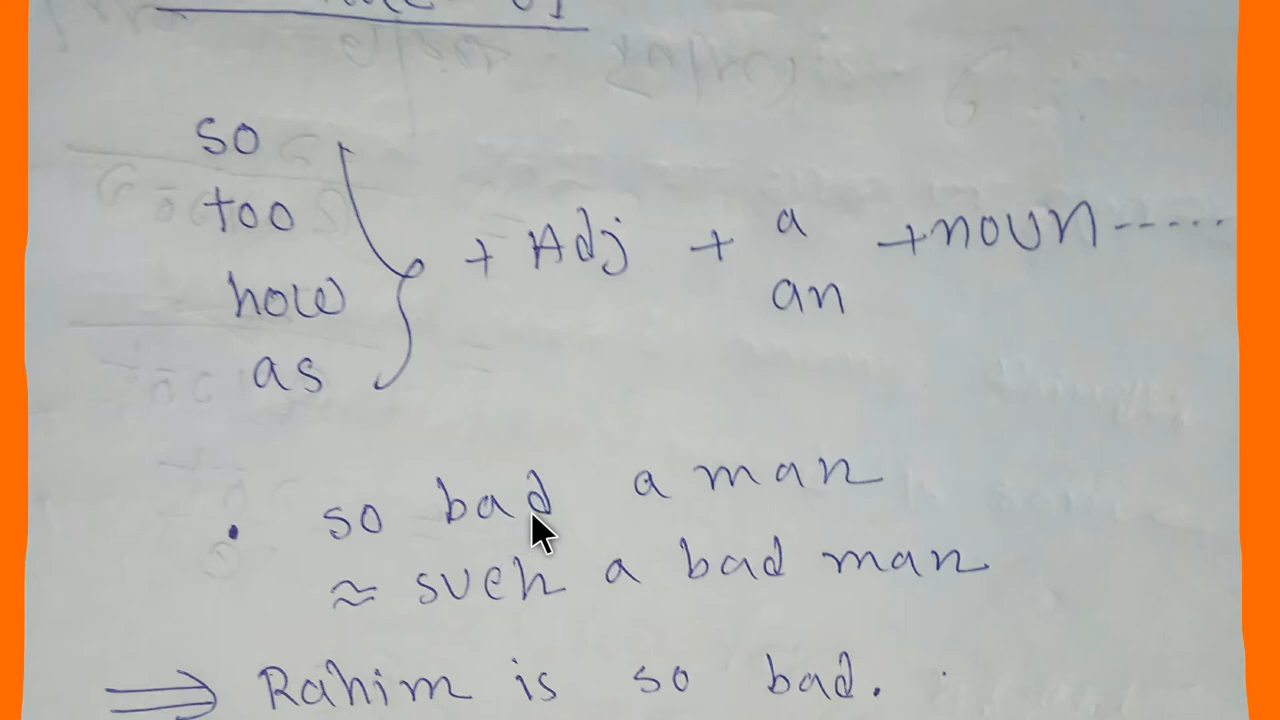 so
too
how
as
+ Adj + a
an
+ noun-----
. so bad a man
≈ such a bad man
⇒ Rahim is so bad.